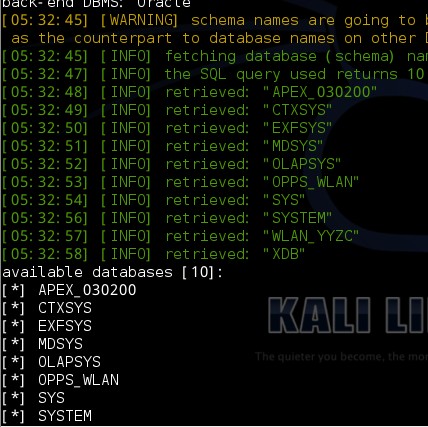 back-end DBMS: Oracle
[05:32:45] [WARNING] schema names are going to b
as the counterpart to database names on other D
[05:32:45] [INFO] fetching database (schema) nam
[05:32:47] [INFO] the SQL query used returns 10
[05:32:48] [INFO] retrieved: "APEX_030200"
[05:32:49] [INFO] retrieved: "CTXSYS"
[05:32:50] [INFO] retrieved: "EXFSYS"
[05:32:51] [INFO] retrieved: "MDSYS"
[05:32:52] [INFO] retrieved: "OLAPSYS"
[05:32:53] [INFO] retrieved: "OPPS_WLAN"
[05:32:54] [INFO] retrieved: "SYS"
[05:32:56] [INFO] retrieved: "SYSTEM"
[05:32:57] [INFO] retrieved: "WLAN_YYZC"
[05:32:58] [INFO] retrieved: "XDB"
available databases [10]:
[*] APEX_030200
[*] CTXSYS
[*] EXFSYS
[*] MDSYS
[*] OLAPSYS
[*] OPPS_WLAN
[*] SYS
[*] SYSTEM
KALI LI
The quieter you become, the mor